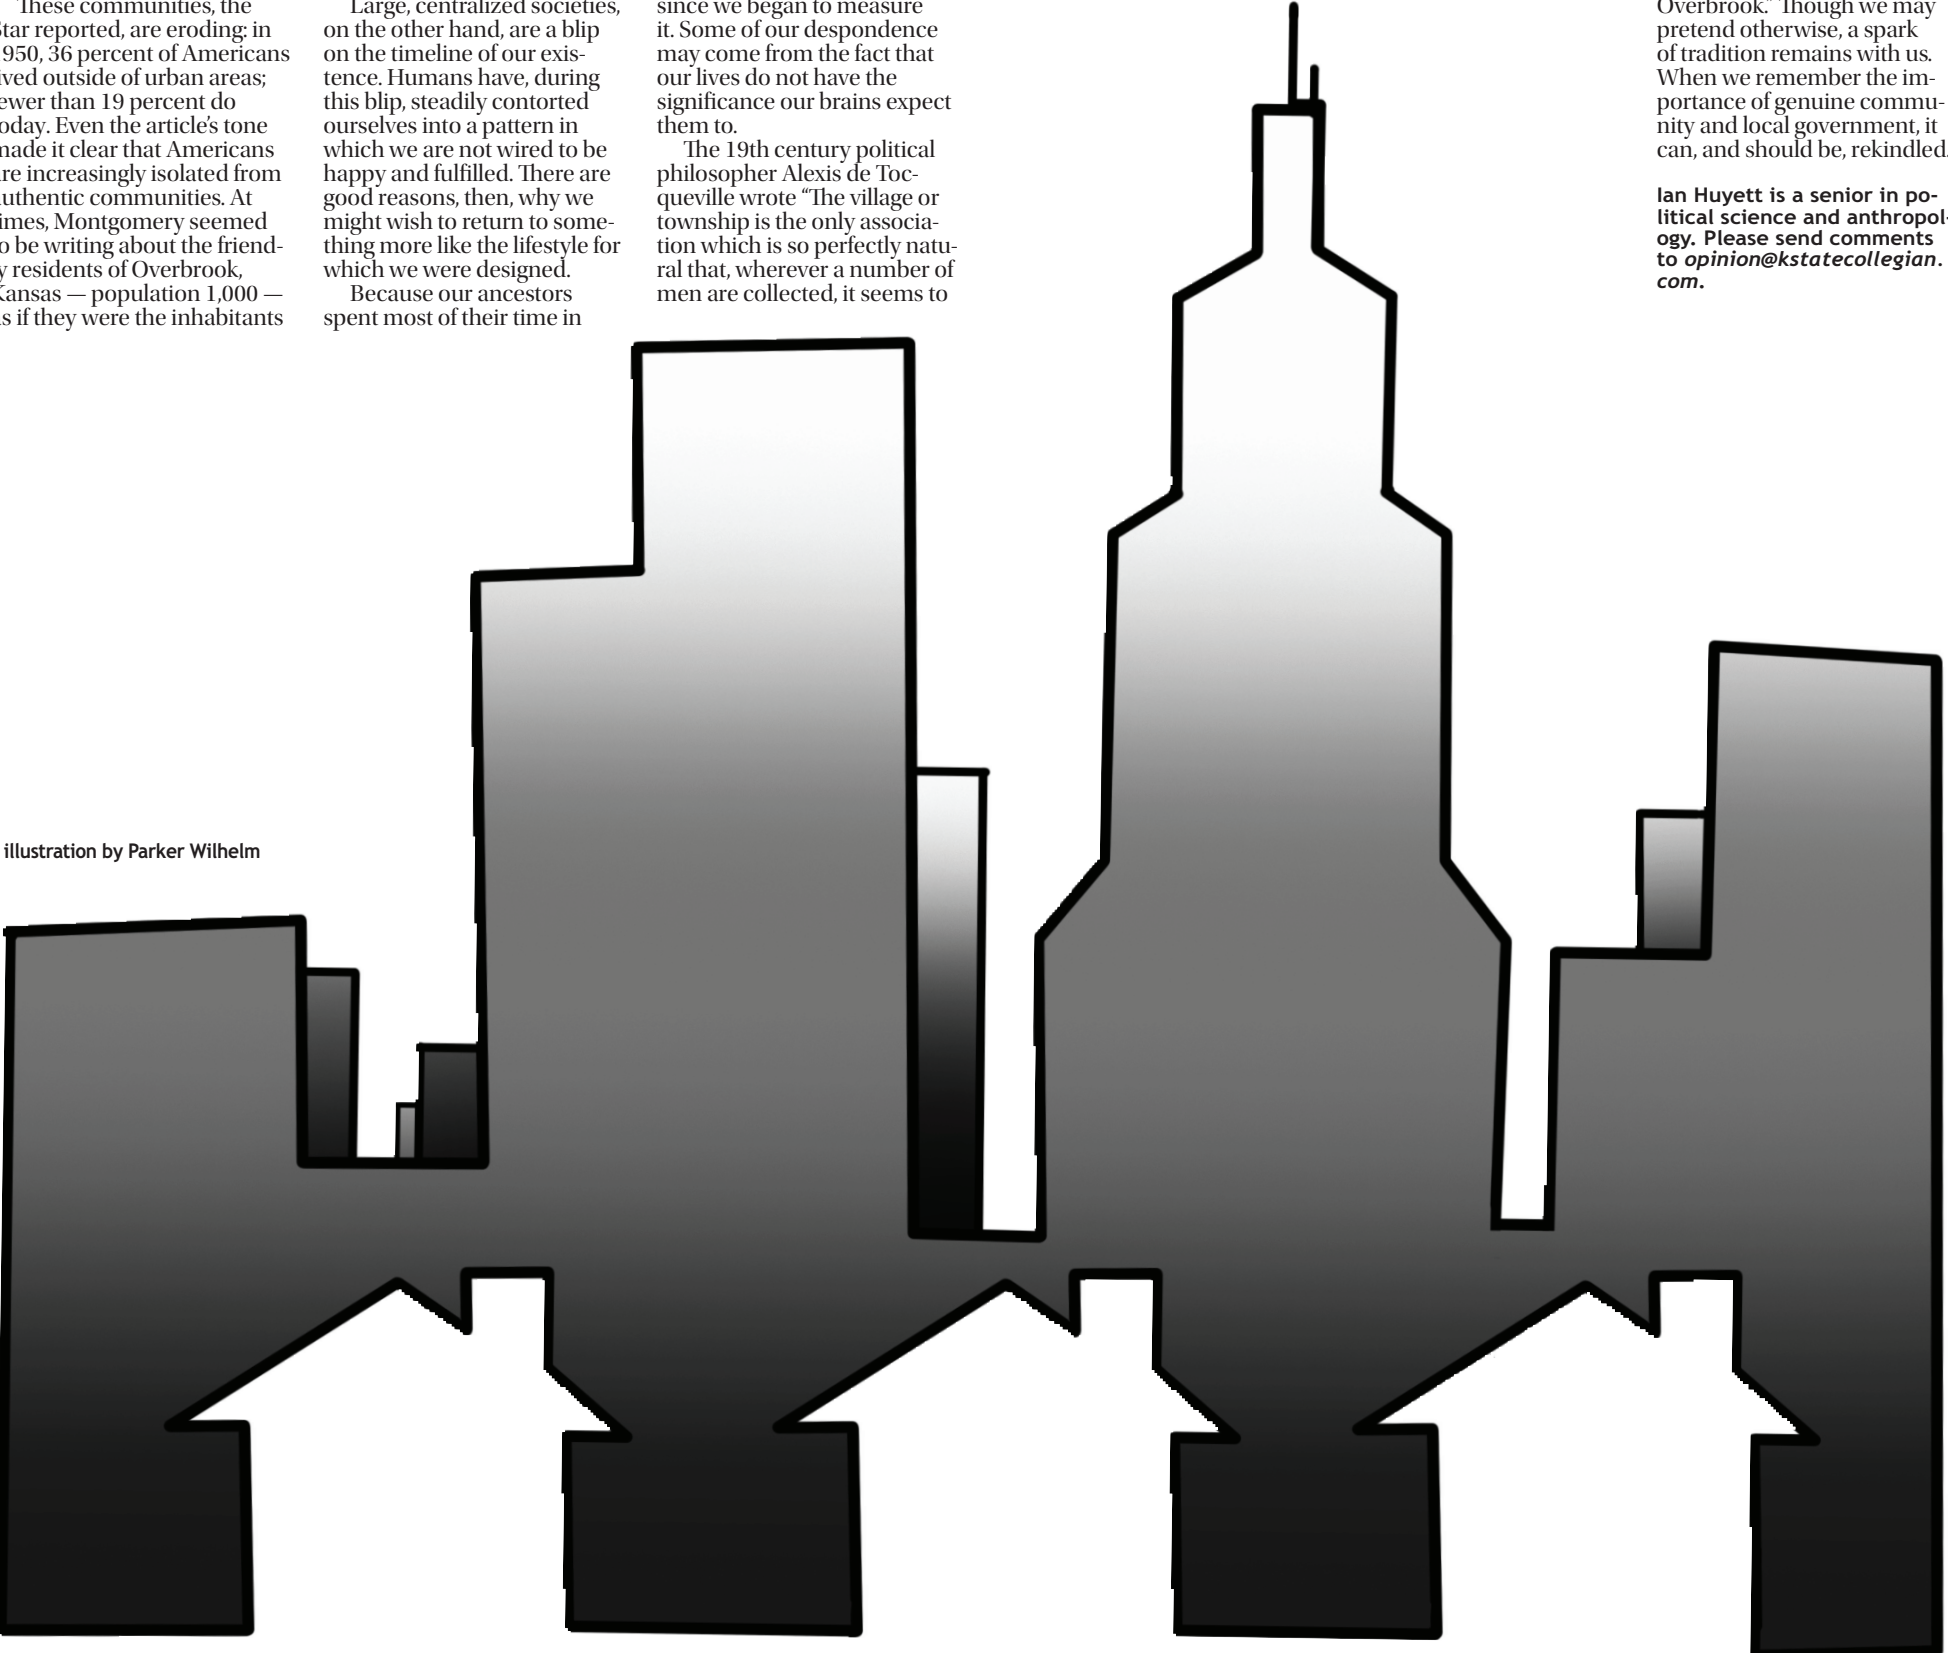 These communities, the
Star reported, are eroding: in
1950, 36 percent of Americans
lived outside of urban areas;
fewer than 19 percent do
today. Even the article's tone
made it clear that Americans
are increasingly isolated from
authentic communities. At
times, Montgomery seemed
to be writing about the friend-
ly residents of Overbrook,
Kansas — population 1,000 —
as if they were the inhabitants
Large, centralized societies,
on the other hand, are a blip
on the timeline of our exis-
tence. Humans have, during
this blip, steadily contorted
ourselves into a pattern in
which we are not wired to be
happy and fulfilled. There are
good reasons, then, why we
might wish to return to some-
thing more like the lifestyle for
which we were designed.
Because our ancestors
spent most of their time in
since we began to measure
it. Some of our despondence
may come from the fact that
our lives do not have the
significance our brains expect
them to.
The 19th century political
philosopher Alexis de Toc-
queville wrote “The village or
township is the only associa-
tion which is so perfectly natu-
ral that, wherever a number of
men are collected, it seems to
Overbrook.” Though we may
pretend otherwise, a spark
of tradition remains with us.
When we remember the im-
portance of genuine commu-
nity and local government, it
can, and should be, rekindled.
Ian Huyett is a senior in po-
litical science and anthropol-
ogy. Please send comments
to opinion@kstatecollegian.
com.
illustration by Parker Wilhelm